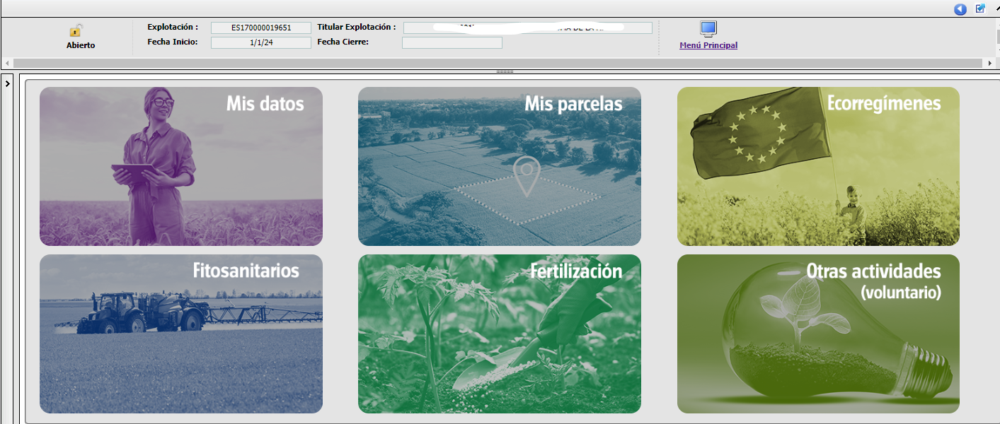 Explotación : ES170000019651 Titular Explotación :
Abierto Fecha Inicio: 1/1/24 Fecha Cierre: Menú Principal
Mis datos
Mis parcelas
Ecorregímenes
Fitosanitarios
Fertilización
Otras actividades
(voluntario)